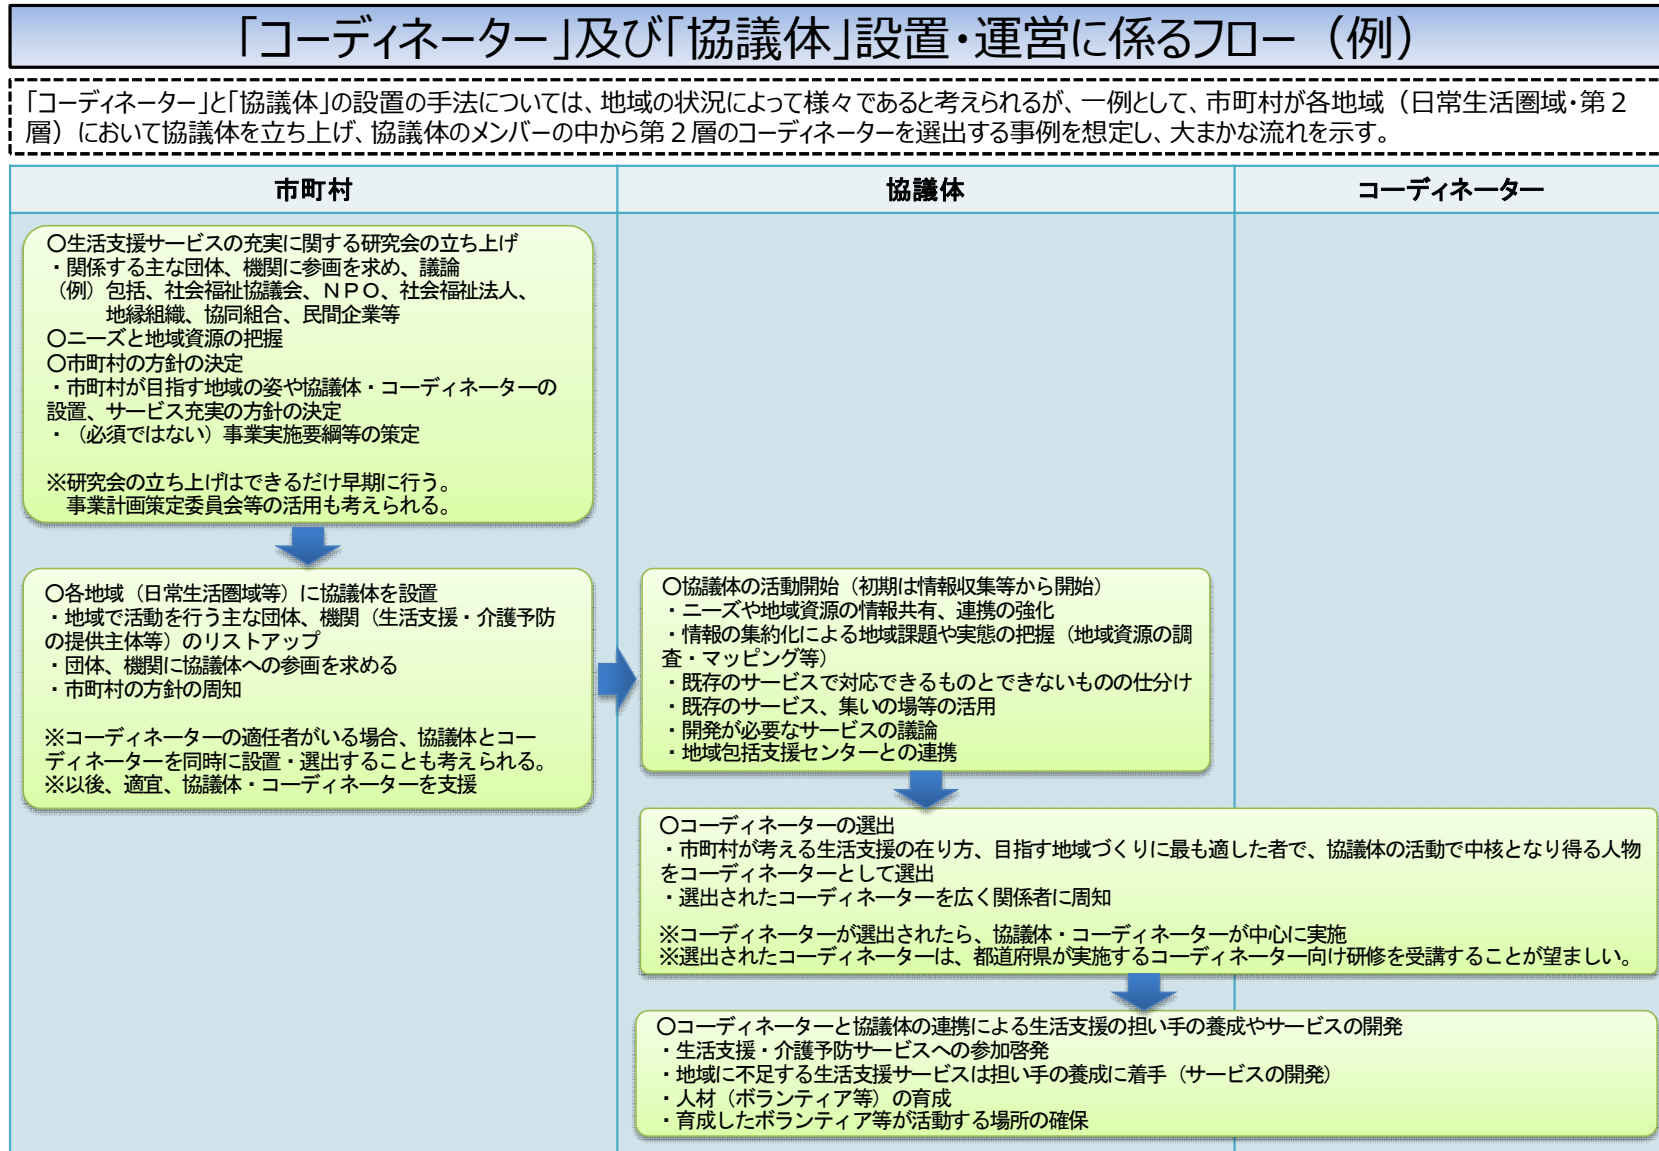 「コーディネーター」及び「協議体」設置・運営に係るフロー（例）
「コーディネーター」と「協議体」の設置の手法については、地域の状況によって様々であると考えられるが、一例として、市町村が各地域（日常生活圏域・第２
層）において協議体を立ち上げ、協議体のメンバーの中から第２層のコーディネーターを選出する事例を想定し、大まかな流れを示す。
市町村
協議体
コーディネーター
〇生活支援サービスの充実に関する研究会の立ち上げ
・関係する主な団体、機関に参画を求め、議論
（例）包括、社会福祉協議会、ＮＰＯ、社会福祉法人、
地縁組織、協同組合、民間企業等
〇ニーズと地域資源の把握
〇市町村の方針の決定
・市町村が目指す地域の姿や協議体・コーディネーターの
設置、サービス充実の方針の決定
・（必須ではない）事業実施要綱等の策定
※研究会の立ち上げはできるだけ早期に行う。
事業計画策定委員会等の活用も考えられる。
〇各地域（日常生活圏域等）に協議体を設置
・地域で活動を行う主な団体、機関（生活支援・介護予防
の提供主体等）のリストアップ
・団体、機関に協議体への参画を求める
・市町村の方針の周知
※コーディネーターの適任者がいる場合、協議体とコー
ディネーターを同時に設置・選出することも考えられる。
※以後、適宜、協議体・コーディネーターを支援
〇協議体の活動開始（初期は情報収集等から開始）
・ニーズや地域資源の情報共有、連携の強化
・情報の集約化による地域課題や実態の把握（地域資源の調
査・マッピング等）
・既存のサービスで対応できるものとできないものの仕分け
・既存のサービス、集いの場等の活用
・開発が必要なサービスの議論
・地域包括支援センターとの連携
〇コーディネーターの選出
・市町村が考える生活支援の在り方、目指す地域づくりに最も適した者で、協議体の活動で中核となり得る人物
をコーディネーターとして選出
・選出されたコーディネーターを広く関係者に周知
※コーディネーターが選出されたら、協議体・コーディネーターが中心に実施
※選出されたコーディネーターは、都道府県が実施するコーディネーター向け研修を受講することが望ましい。
〇コーディネーターと協議体の連携による生活支援の担い手の養成やサービスの開発
・生活支援・介護予防サービスへの参加啓発
・地域に不足する生活支援サービスは担い手の養成に着手（サービスの開発）
・人材（ボランティア等）の育成
・育成したボランティア等が活動する場所の確保